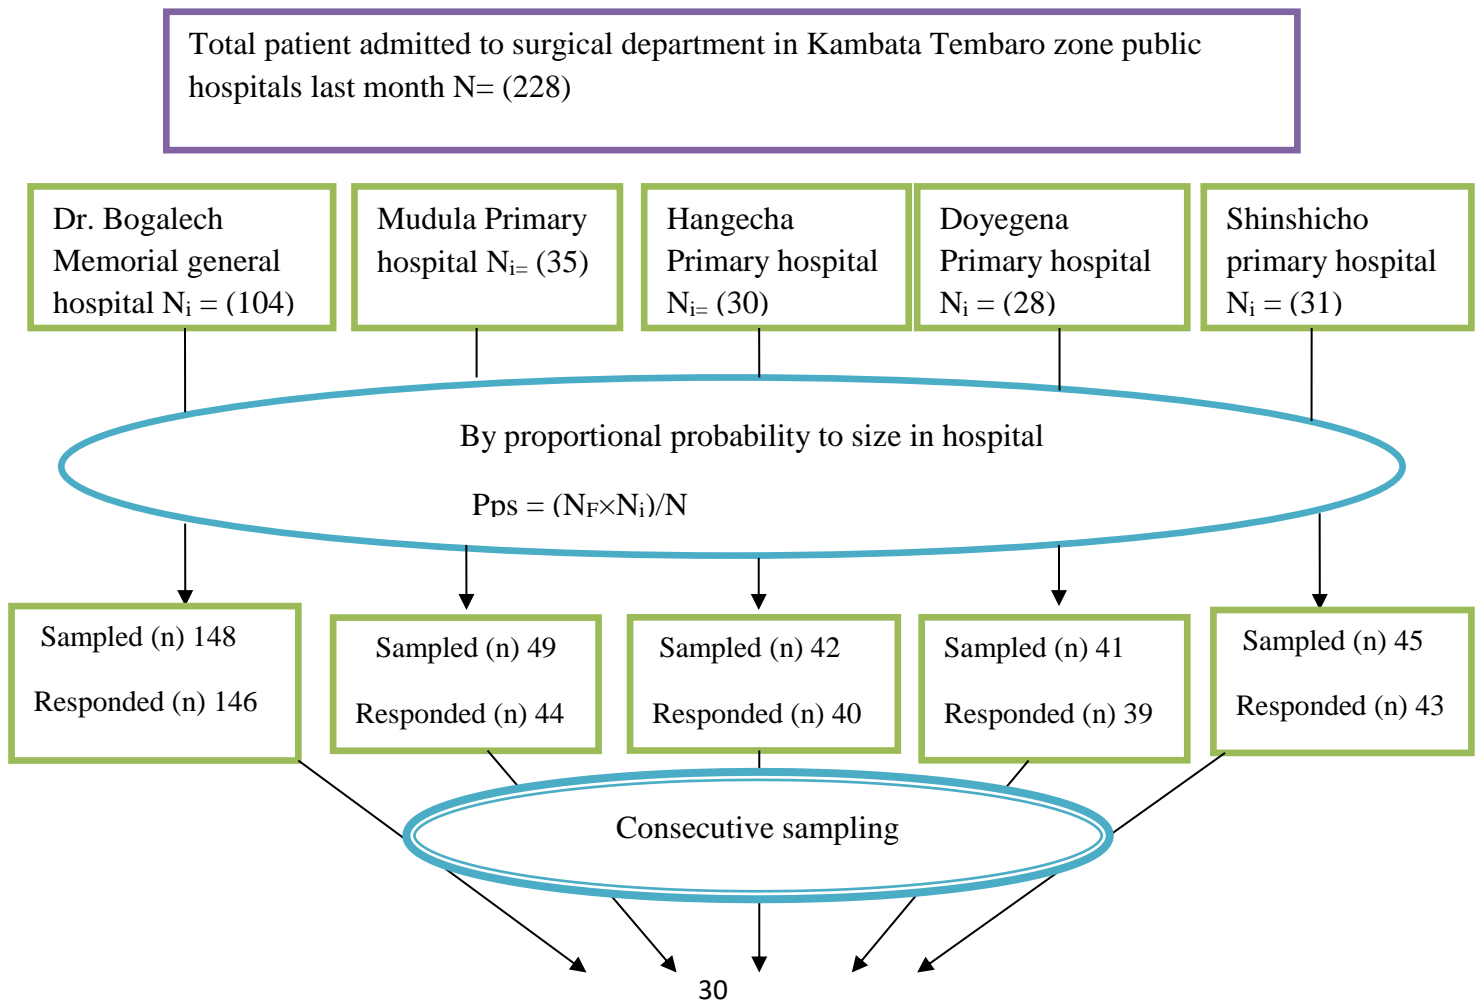 Total patient admitted to surgical department in Kambata Tembaro zone public
hospitals last month N= (228)
Dr. Bogalech
Memorial general
hospital Ni = (104)
Mudula Primary
hospital Ni= (35)
Hangecha
Primary hospital
Ni= (30)
Doyegena
Primary hospital
Ni = (28)
Shinshicho
primary hospital
Ni = (31)
By proportional probability to size in hospital
Pps = (NF×Ni)/N
Sampled (n) 148
Responded (n) 146
Sampled (n) 49
Responded (n) 44
Sampled (n) 42
Responded (n) 40
Sampled (n) 41
Responded (n) 39
Sampled (n) 45
Responded (n) 43
Consecutive sampling
30